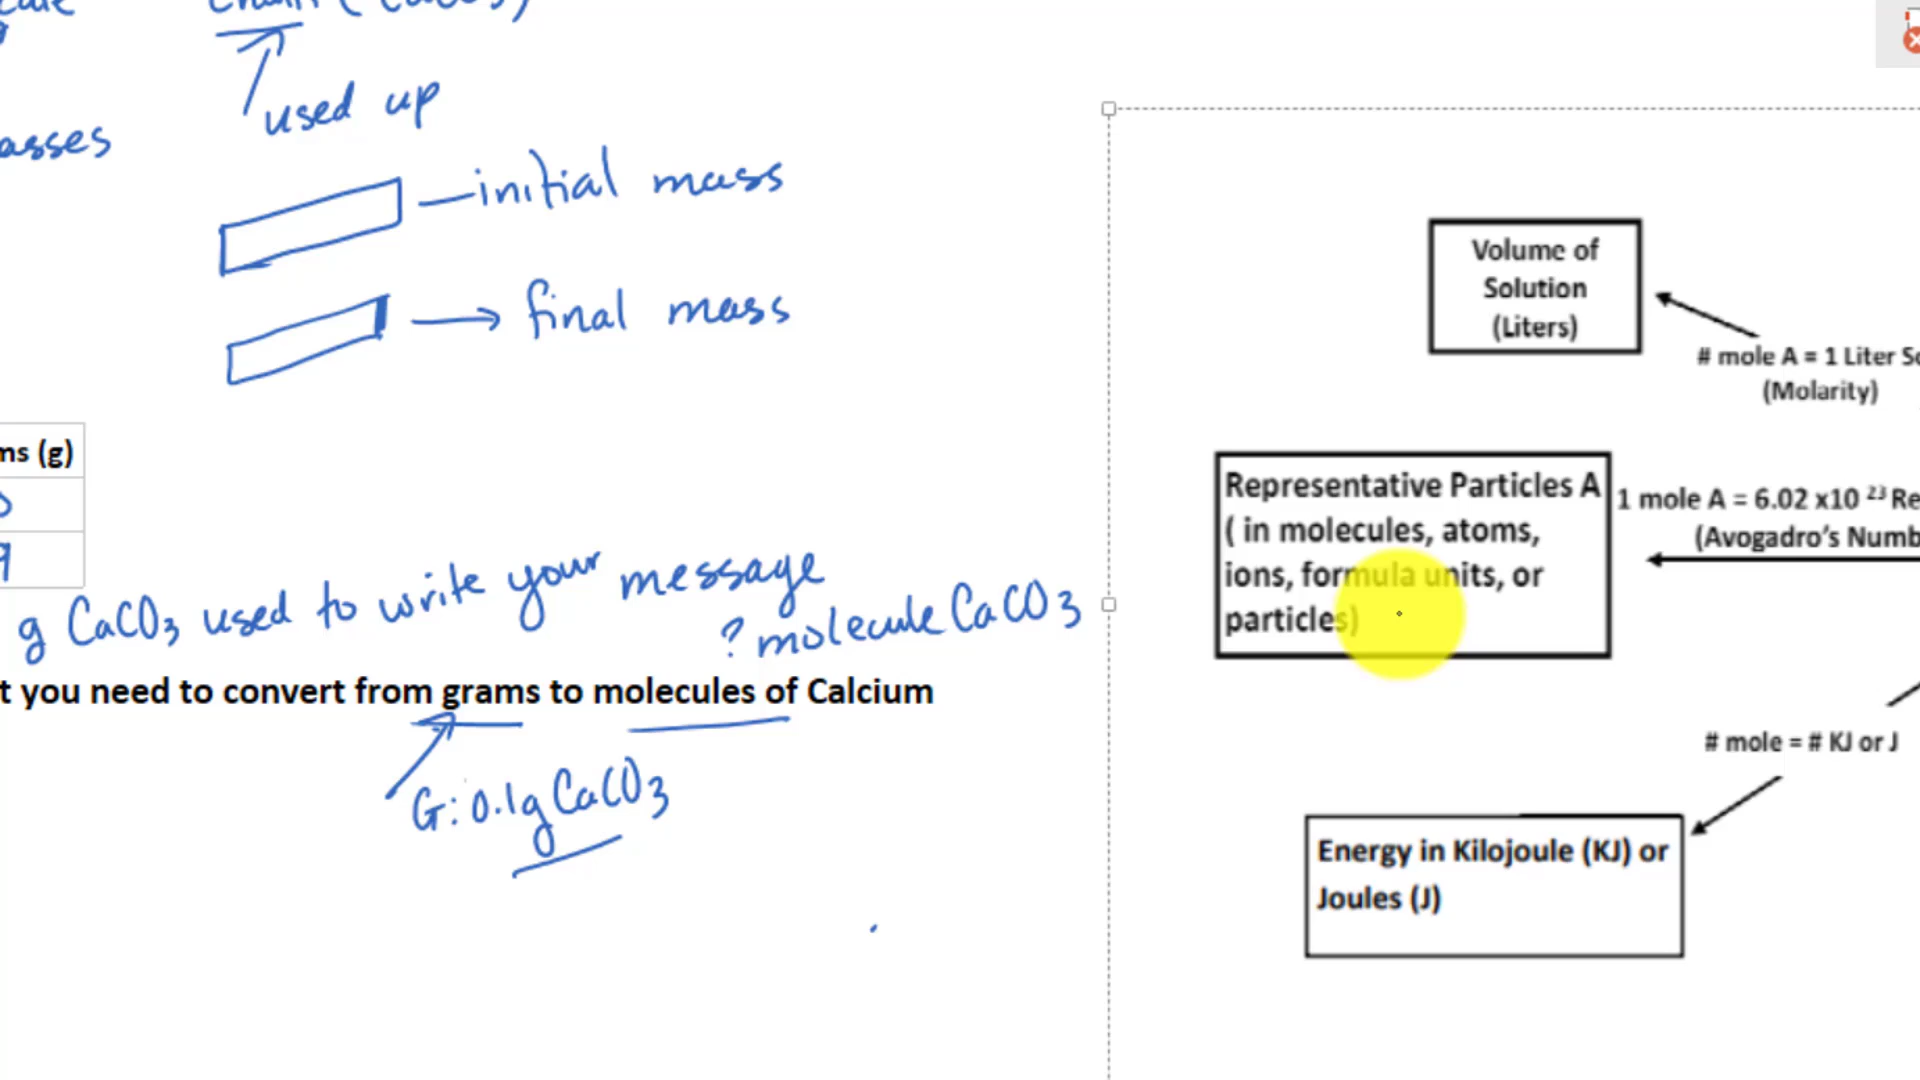 used up
asses
initial mass
final mass
ms (g)
g CaCO3 used to write your message
? molecule CaCO3
t you need to convert from grams to molecules of Calcium
G: 0.1g CaCO3
Volume of
Solution
(Liters)
# mole A = 1 Liter So
(Molarity)
Representative Particles A
( in molecules, atoms,
ions, formula units, or
particles)
1 mole A = 6.02 x10 23 Re
(Avogadro's Numb
# mole = # KJ or J
Energy in Kilojoule (KJ) or
Joules (J)